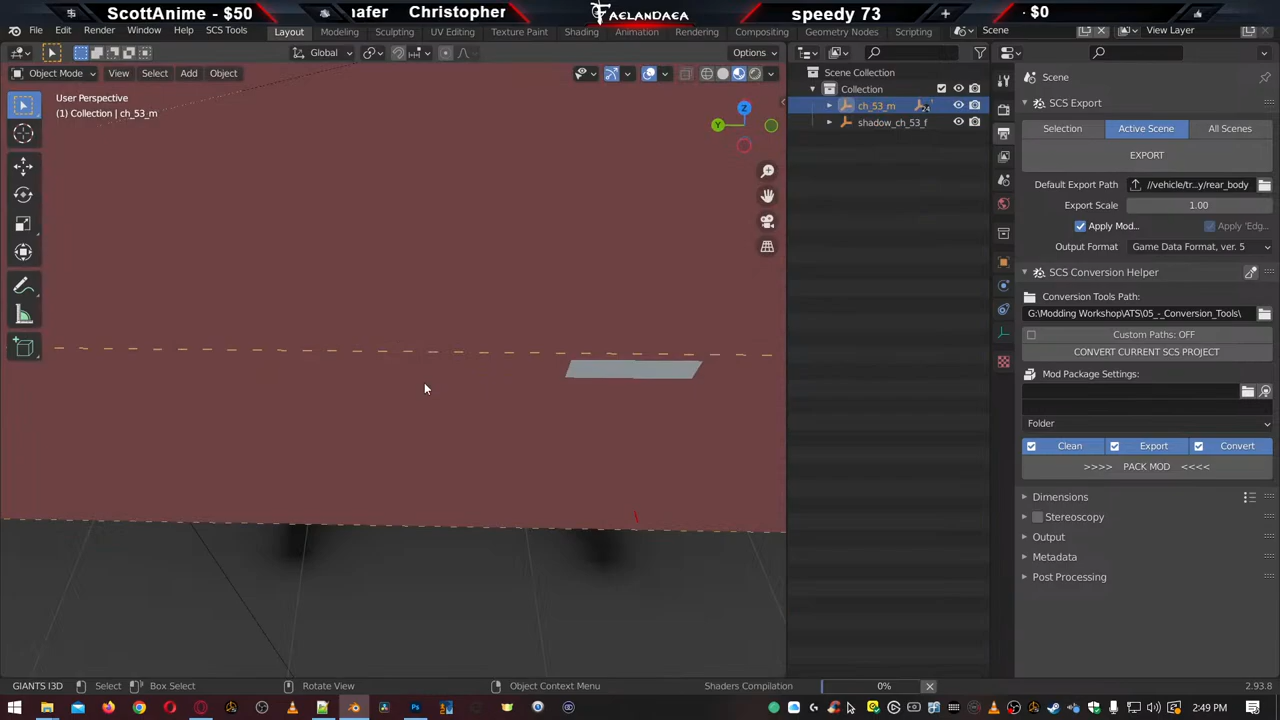 ScottAnime - $50
hafer Christopher
FAELANDAEA
speedy 73
· $0
File Edit Render Window Help SCS Tools Layout Modeling Sculpting UV Editing Texture Paint Shading Animation Rendering Compositing Geometry Nodes Scripting Scene View Layer
Global Options
Object Mode View Select Add Object
User Perspective
(1) Collection | ch_53_m
Z
Y
Scene Collection
Collection
ch_53_m
shadow_ch_53_f
Scene
SCS Export
Selection Active Scene All Scenes
EXPORT
Default Export Path //vehicle/tr...y/rear_body
Export Scale 1.00
Apply Mod... Apply 'Edg...
Output Format Game Data Format, ver. 5
SCS Conversion Helper
Conversion Tools Path:
G:\Modding Workshop\ATS\05_-_Conversion_Tools\
Custom Paths: OFF
CONVERT CURRENT SCS PROJECT
Mod Package Settings:
Folder
Clean Export Convert
>>>> PACK MOD <<<<
Dimensions
Stereoscopy
Output
Metadata
Post Processing
GIANTS I3D Select Box Select Rotate View Object Context Menu Shaders Compilation 0% 2.93.8
2:49 PM